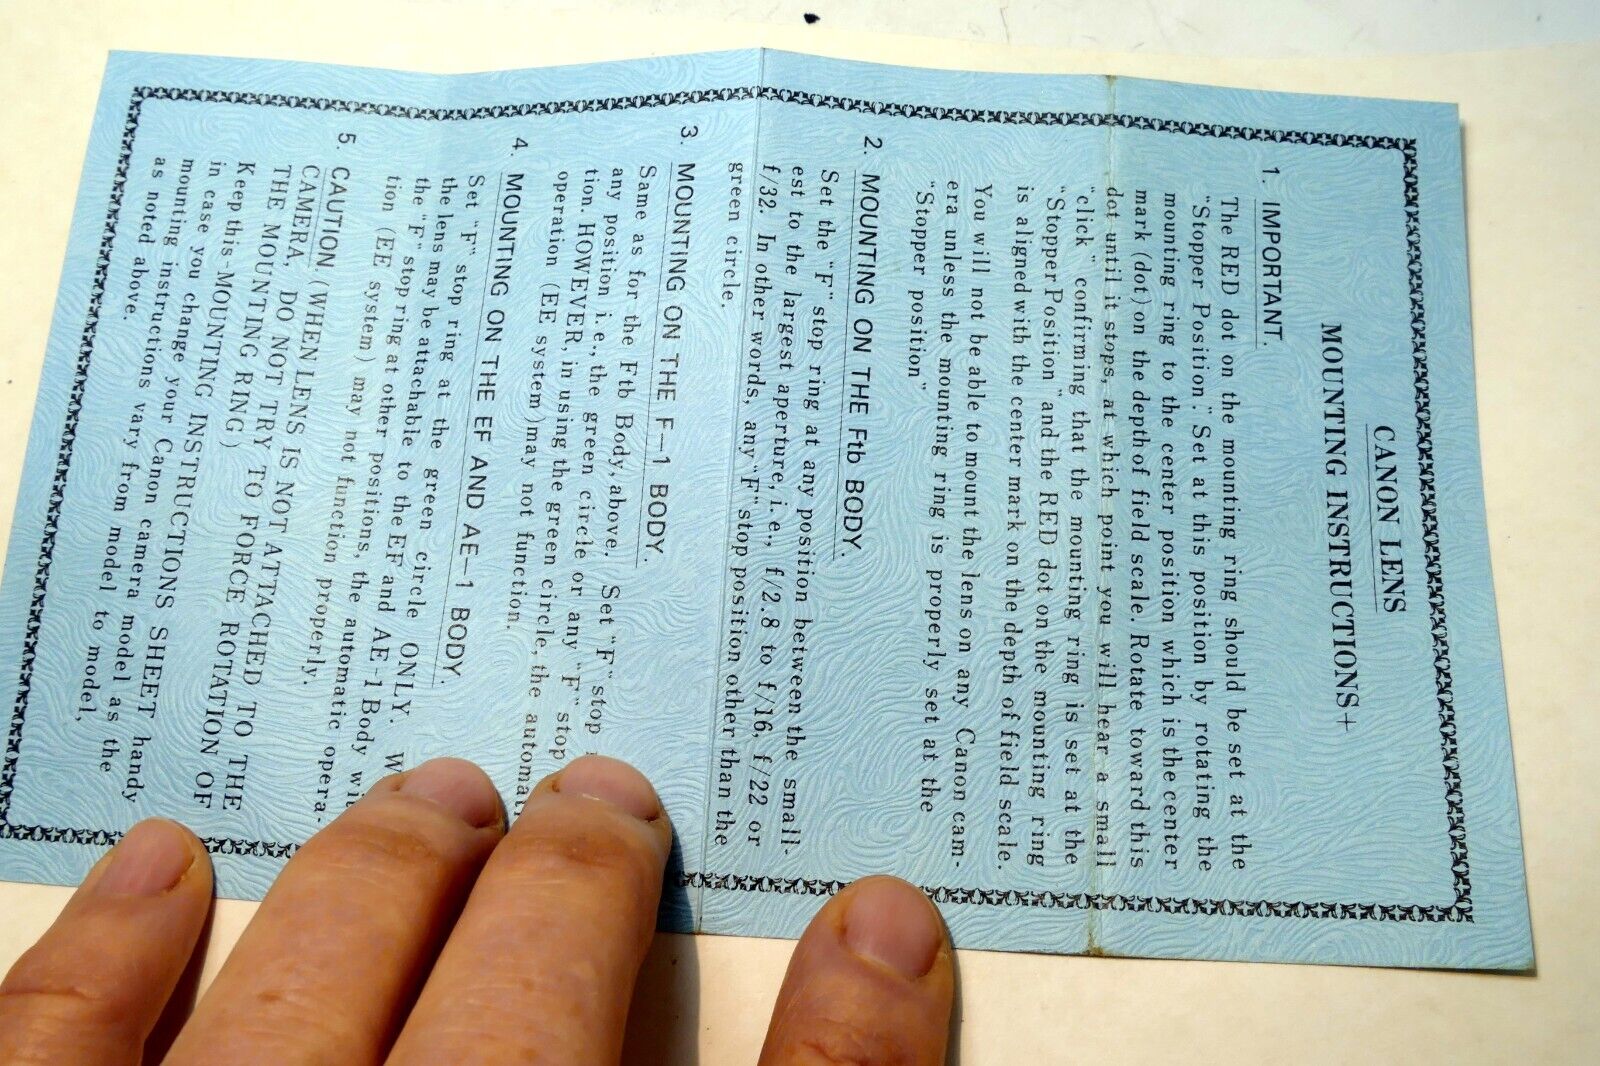 CANON LENS
MOUNTING INSTRUCTIONS+
1. IMPORTANT.
The RED dot on the mounting ring should be set at the
"Stopper Position". Set at this position by rotating the
mounting ring to the center position which is the center
mark (dot) on the depth of field scale. Rotate toward this
dot until it stops, at which point you will hear a small
"click" confirming that the mounting ring is set at the
"Stopper Position" and the RED dot on the mounting ring
is aligned with the center mark on the depth of field scale.
You will not be able to mount the lens on any Canon cam-
era unless the mounting ring is properly set at the
"Stopper position"
2. MOUNTING ON THE Ftb BODY.
Set the "F" stop ring at any position between the small-
est to the largest aperture, i.e., f/2.8 to f/16, f/22 or
f/32. In other words, any "F" stop position other than the
green circle.
3. MOUNTING ON THE F-1 BODY.
Same as for the Ftb Body, above. Set "F" stop
any position i.e., the green circle or any "F" stop
tion. HOWEVER, in using the green circle, the automat
operation (EE system) may not function.
4. MOUNTING ON THE EF AND AE-1 BODY.
Set "F" stop ring at the green circle ONLY.
the lens may be attachable to the EF and AE-1 Body
the "F" stop ring at other positions, the automatic opera-
tion (EE system) may not function properly.
5. CAUTION. (WHEN LENS IS NOT ATTACHED TO THE
CAMERA, DO NOT TRY TO FORCE ROTATION OF
THE MOUNTING RING)
Keep this MOUNTING INSTRUCTIONS SHEET handy
in case you change your Canon camera model as the
mounting instructions vary from model to model,
as noted above.